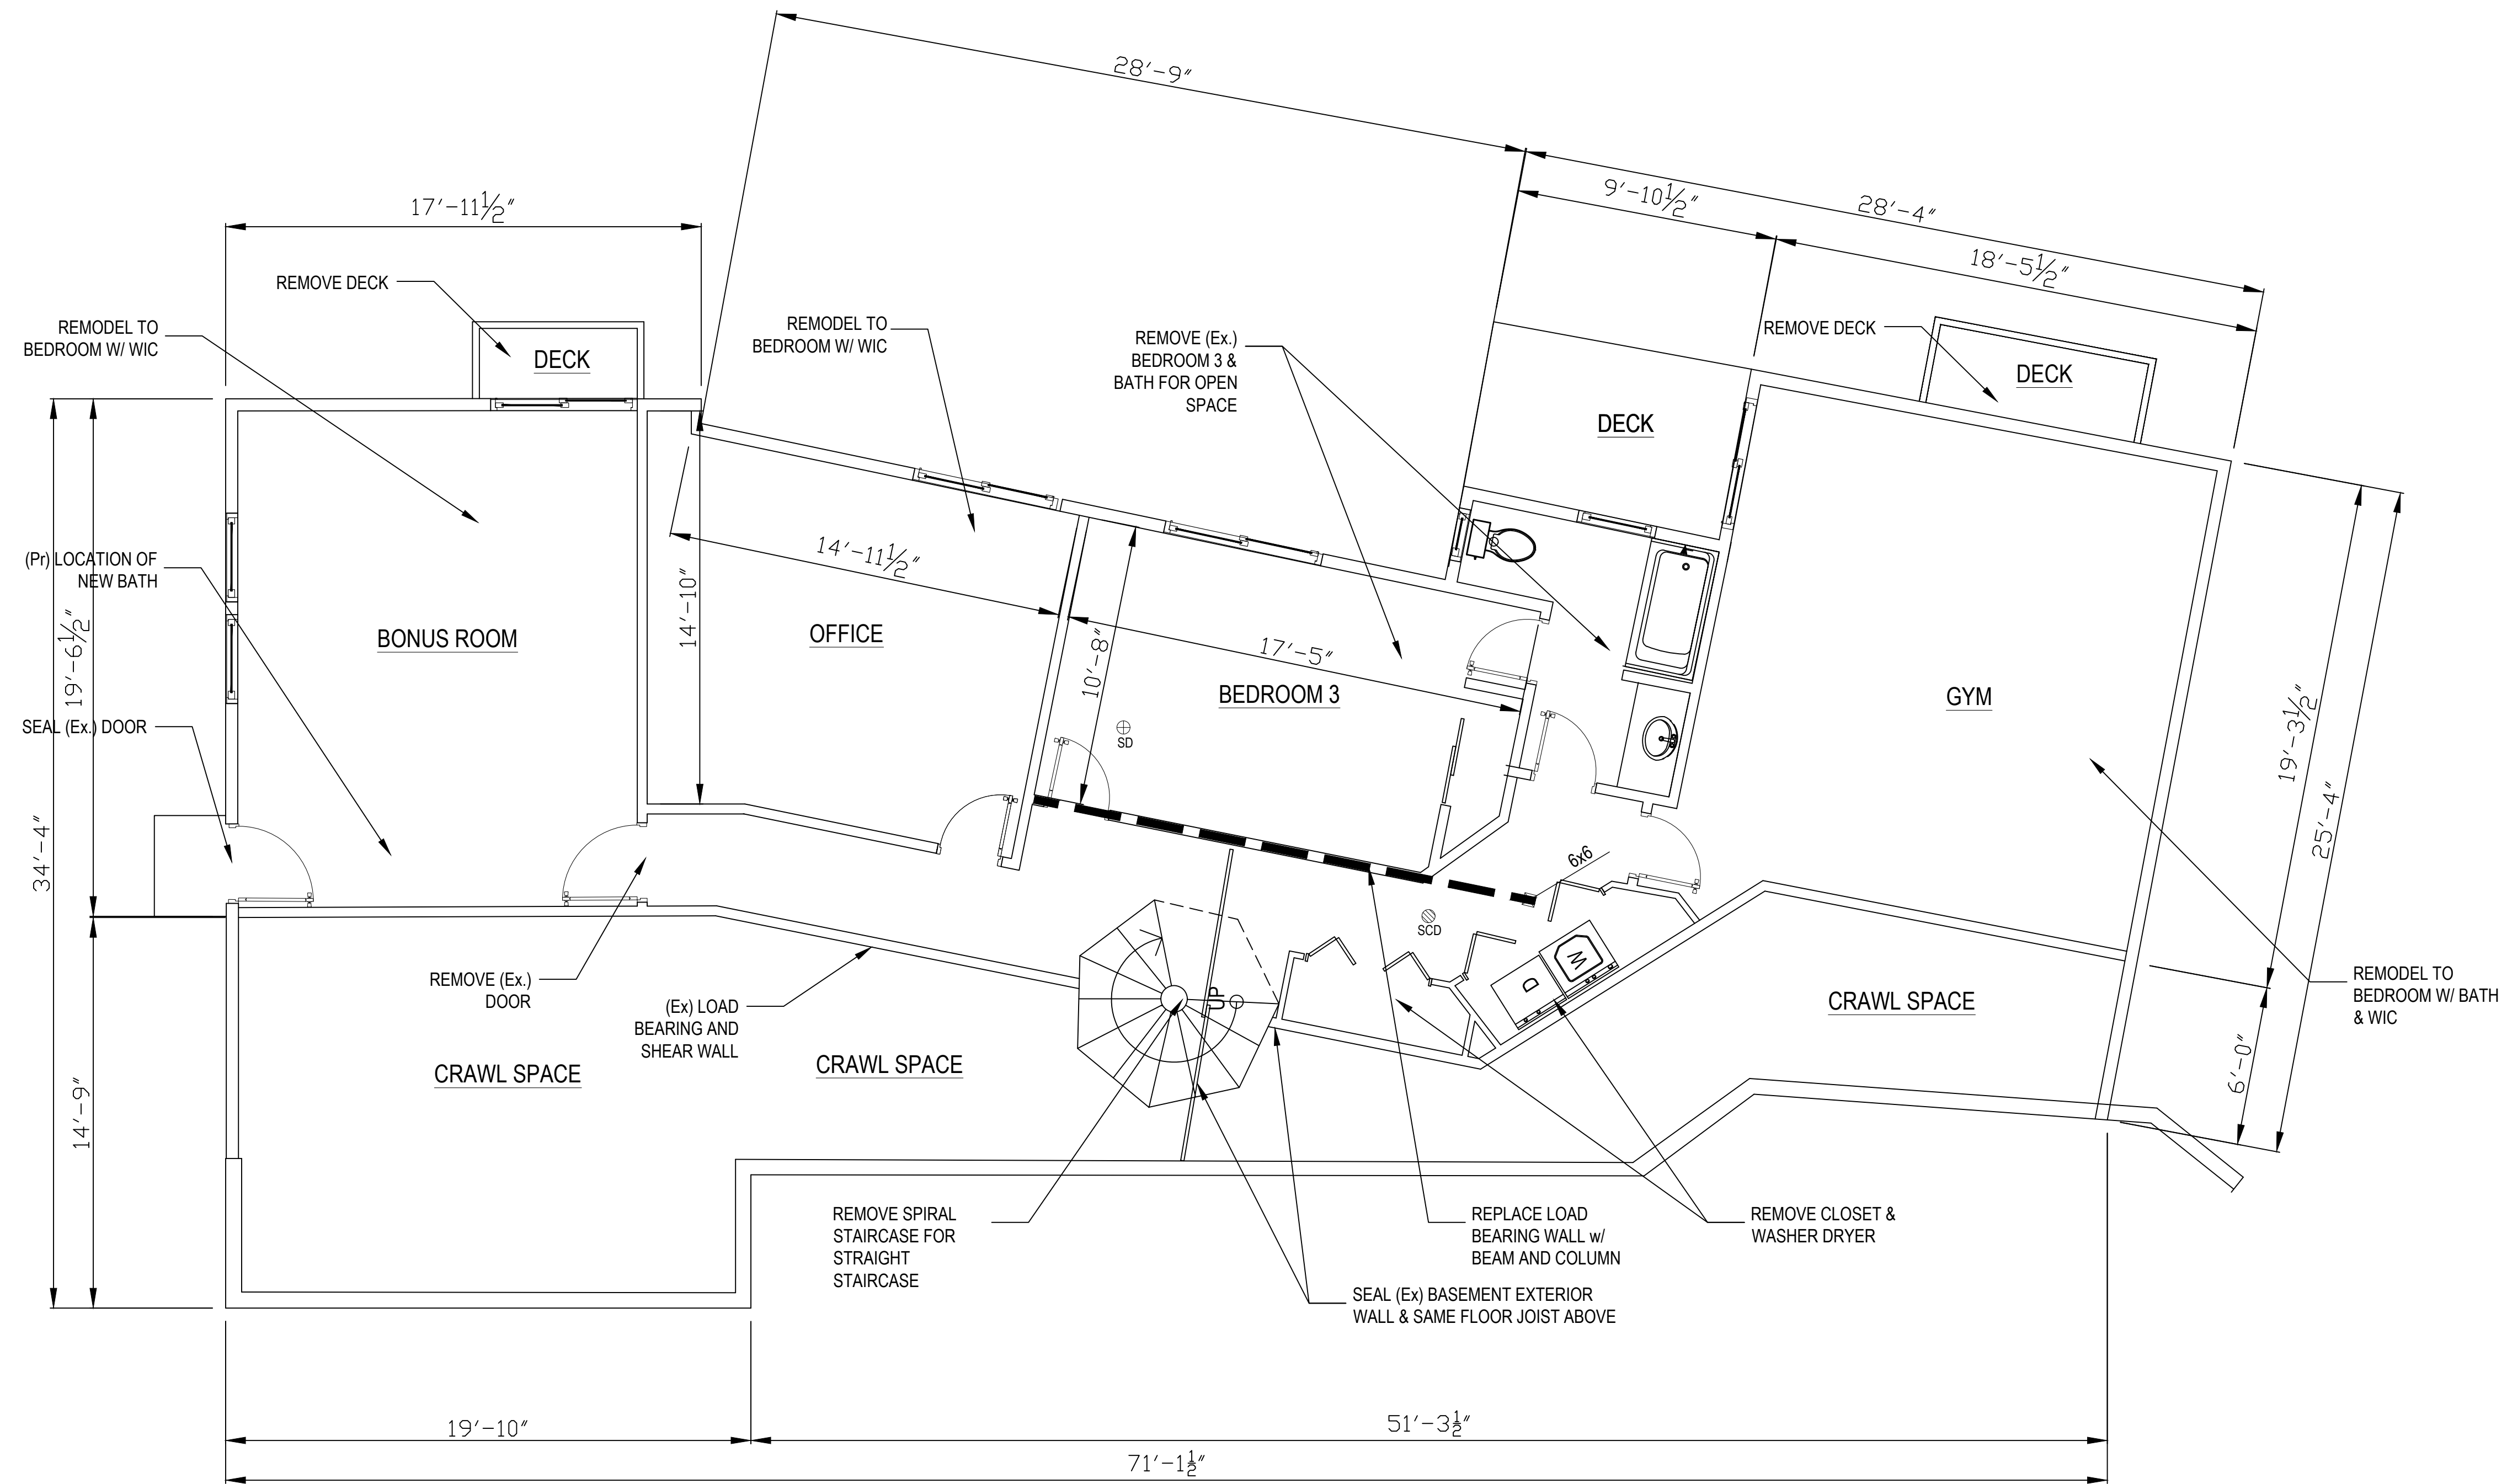 28'-9"
9'-10 1/2"
28'-4"
18'-5 1/2"
17'-11 1/2"
REMOVE DECK
REMODEL TO
BEDROOM W/ WIC
DECK
REMODEL TO
BEDROOM W/ WIC
REMOVE (Ex.)
BEDROOM 3 &
BATH FOR OPEN
SPACE
REMOVE DECK
DECK
DECK
(Pr) LOCATION OF
NEW BATH
14'-11 1/2"
14'-10"
19'-6 1/2"
BONUS ROOM
OFFICE
10'-8"
17'-5"
BEDROOM 3
GYM
SEAL (Ex.) DOOR
SD
19'-3 1/2"
25'-4"
34'-4"
6x6
SCD
REMOVE (Ex.)
DOOR
(Ex) LOAD
BEARING AND
SHEAR WALL
UP
D
W
CRAWL SPACE
REMODEL TO
BEDROOM W/ BATH
& WIC
CRAWL SPACE
CRAWL SPACE
6'-0"
14'-9"
REMOVE SPIRAL
STAIRCASE FOR
STRAIGHT
STAIRCASE
REPLACE LOAD
BEARING WALL w/
BEAM AND COLUMN
REMOVE CLOSET &
WASHER DRYER
SEAL (Ex) BASEMENT EXTERIOR
WALL & SAME FLOOR JOIST ABOVE
19'-10"
51'-3 1/2"
71'-1 1/2"